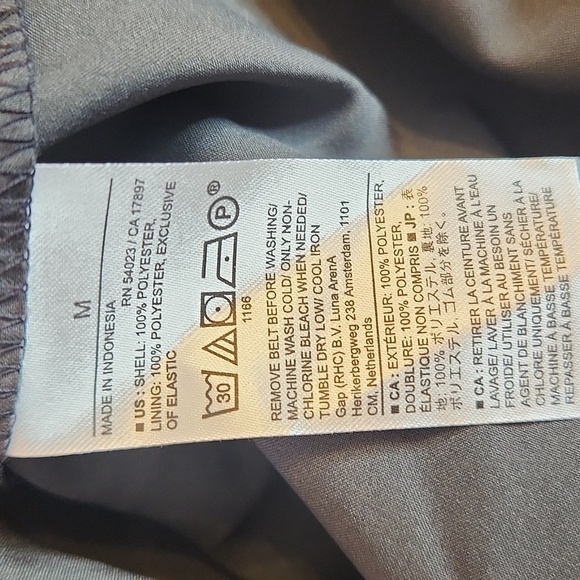 M
MADE IN INDONESIA
RN 54023 / CA 17897
■ US : SHELL: 100% POLYESTER,
LINING: 100% POLYESTER, EXCLUSIVE
OF ELASTIC
30
P®
1166
REMOVE BELT BEFORE WASHING/
MACHINE WASH COLD/ ONLY NON-
CHLORINE BLEACH WHEN NEEDED/
TUMBLE DRY LOW/ COOL IRON
Gap (RHC) B.V. Luna ArenA
Herikerbergweg 238 Amsterdam, 1101
CM, Netherlands
■ CA : EXTÉRIEUR: 100% POLYESTER,
DOUBLURE: 100% POLYESTER,
ÉLASTIQUE NON COMPRIS ■ JP : 表
地: 100% ポリエステル, 裏地: 100%
ポリエステル, ゴム部分を除く。
■ CA : RETIRER LA CEINTURE AVANT
LAVAGE/ LAVER À LA MACHINE À L'EAU
FROIDE/ UTILISER AU BESOIN UN
AGENT DE BLANCHIMENT SANS
CHLORE UNIQUEMENT/ SÉCHER À LA
MACHINE À BASSE TEMPÉRATURE/
REPASSER À BASSE TEMPÉRATURE